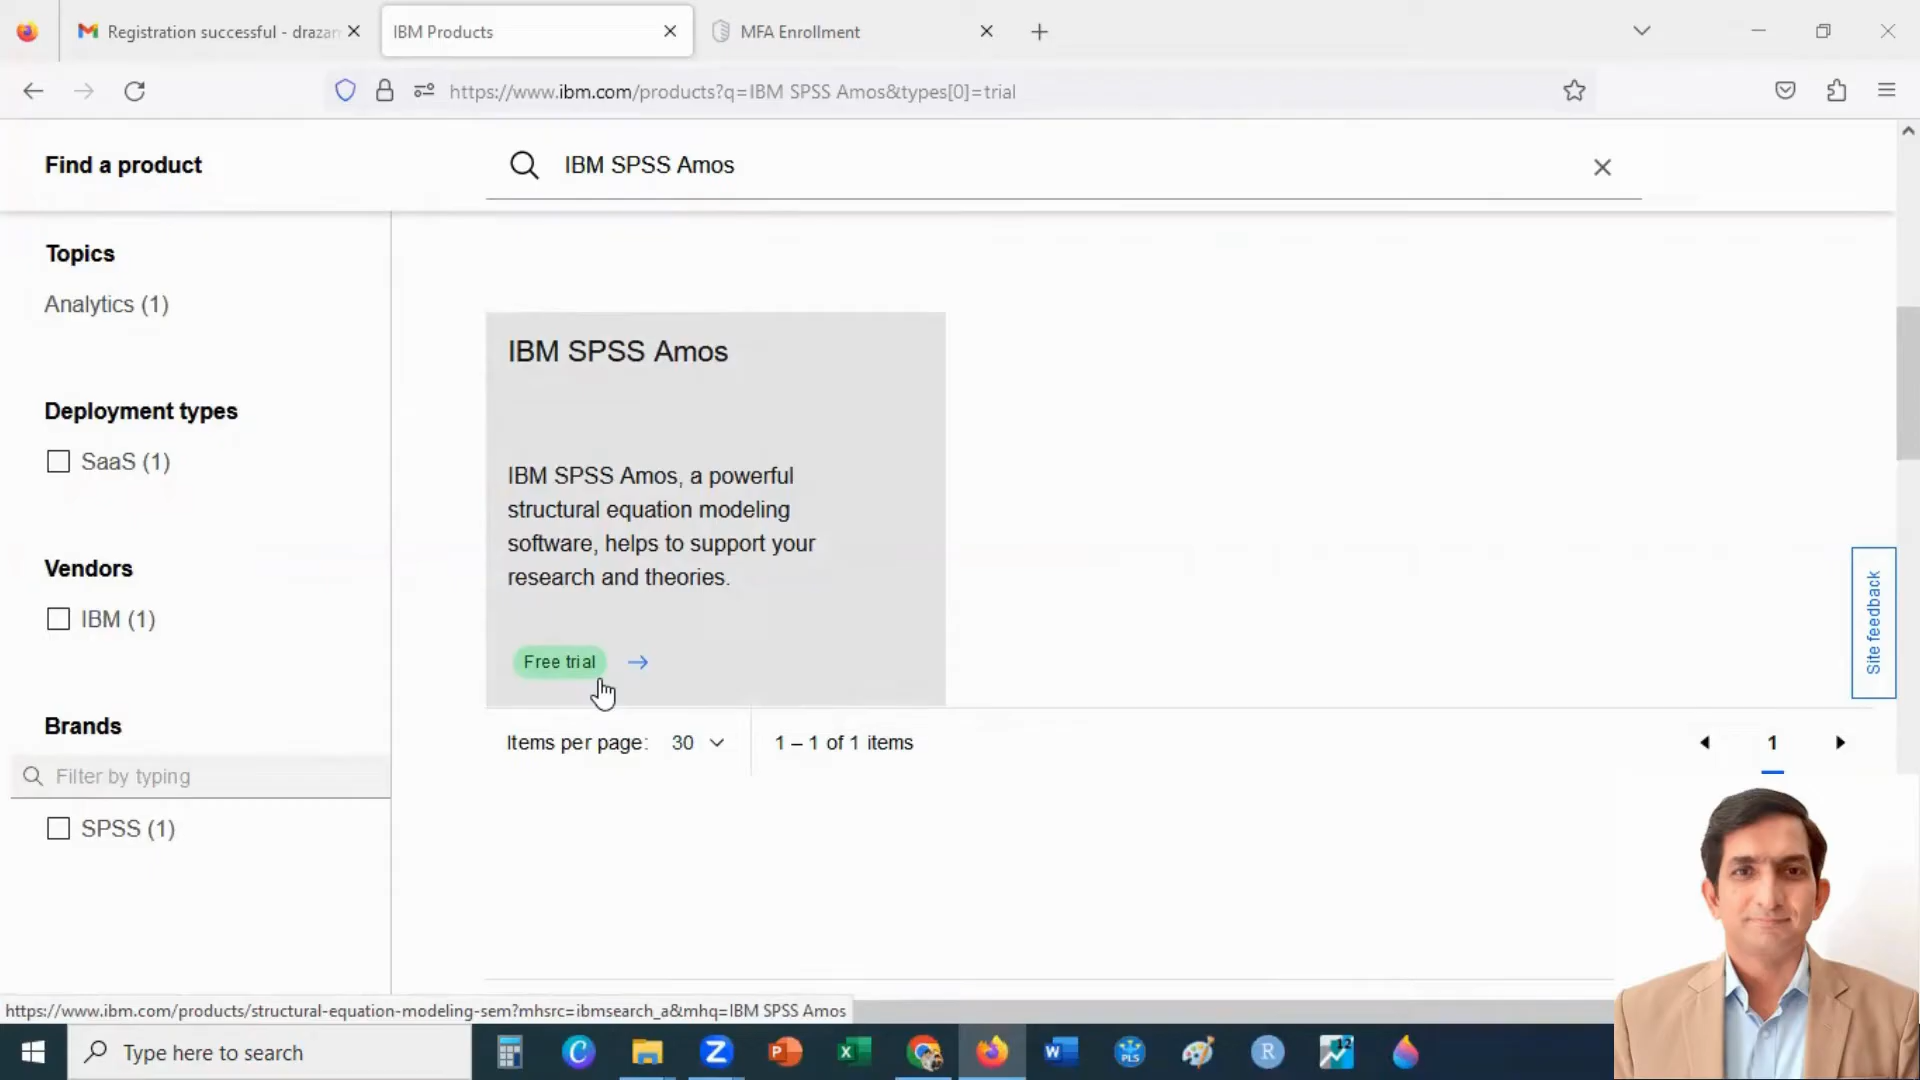 Registration successful - drazar
IBM Products
MFA Enrollment
https://www.ibm.com/products?q=IBM SPSS Amos&types[0]=trial
Find a product
IBM SPSS Amos
Topics
Analytics (1)
Deployment types
SaaS (1)
Vendors
IBM (1)
Brands
Filter by typing
SPSS (1)
IBM SPSS Amos
IBM SPSS Amos, a powerful
structural equation modeling
software, helps to support your
research and theories.
Free trial
Items per page: 30
1 – 1 of 1 items
1
Site feedback
https://www.ibm.com/products/structural-equation-modeling-sem?mhsrc=ibmsearch_a&mhq=IBM SPSS Amos
Type here to search
PLS
R
12